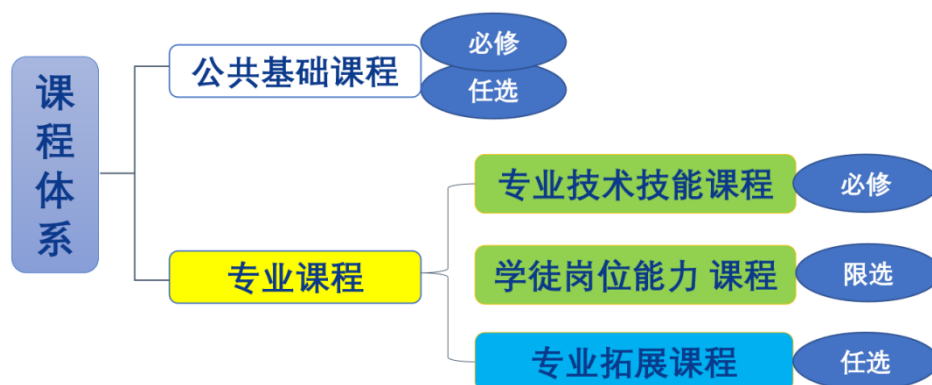 课程体系
公共基础课程
必修
任选
专业课程
专业技术技能课程
必修
学徒岗位能力 课程
限选
专业拓展课程
任选